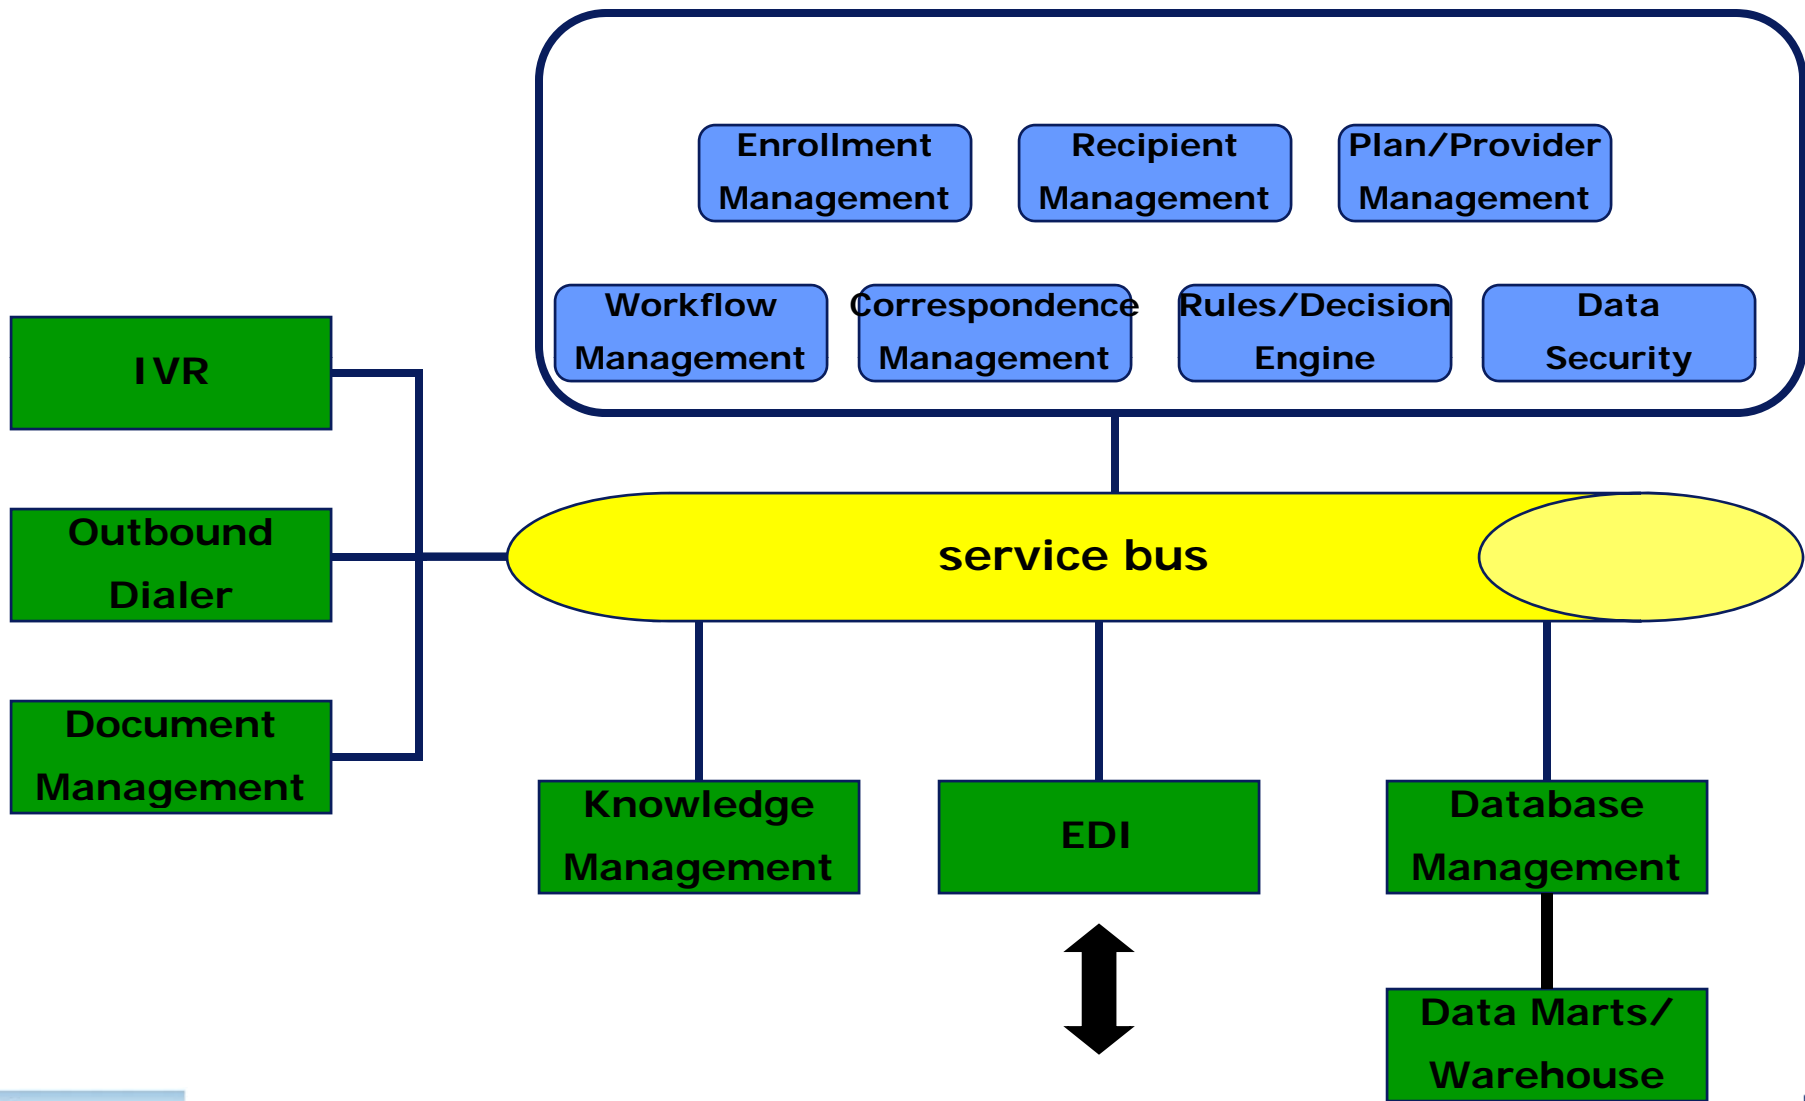 Enrollment
Management
Recipient
Management
Plan/Provider
Management
Workflow
Management
Correspondence
Management
Rules/Decision
Engine
Data
Security
IVR
Outbound
Dialer
Document
Management
service bus
Knowledge
Management
EDI
Database
Management
Data Marts/
Warehouse